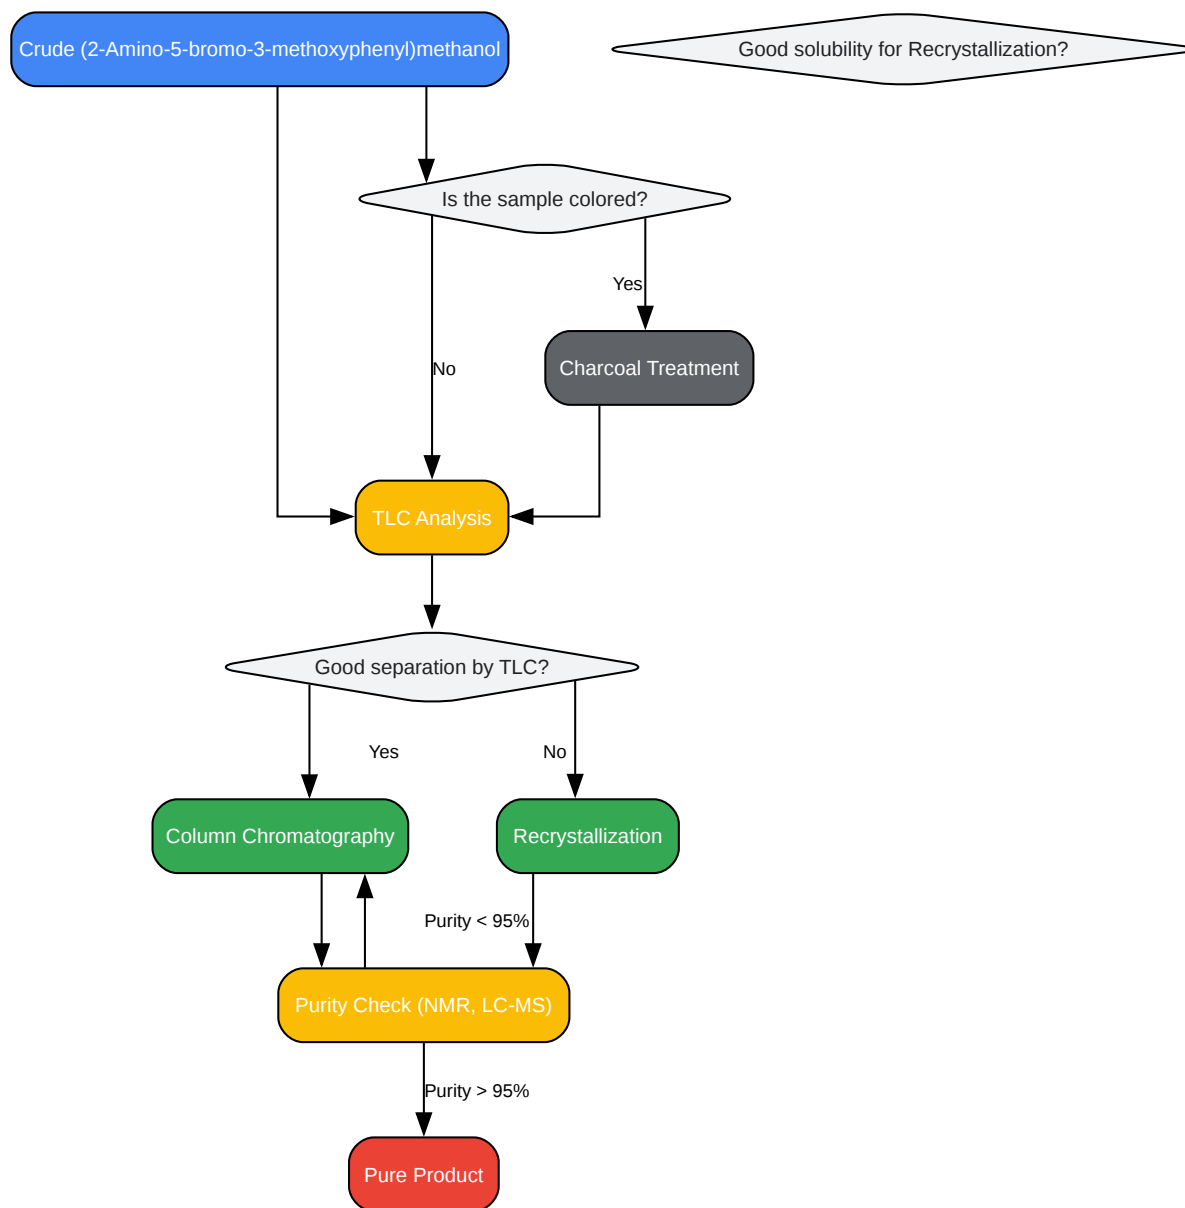 Crude (2-Amino-5-bromo-3-methoxyphenyl)methanol
Good solubility for Recrystallization?
Is the sample colored?
Yes
No
Charcoal Treatment
TLC Analysis
Good separation by TLC?
Yes
No
Column Chromatography
Recrystallization
Purity < 95%
Purity Check (NMR, LC-MS)
Purity > 95%
Pure Product